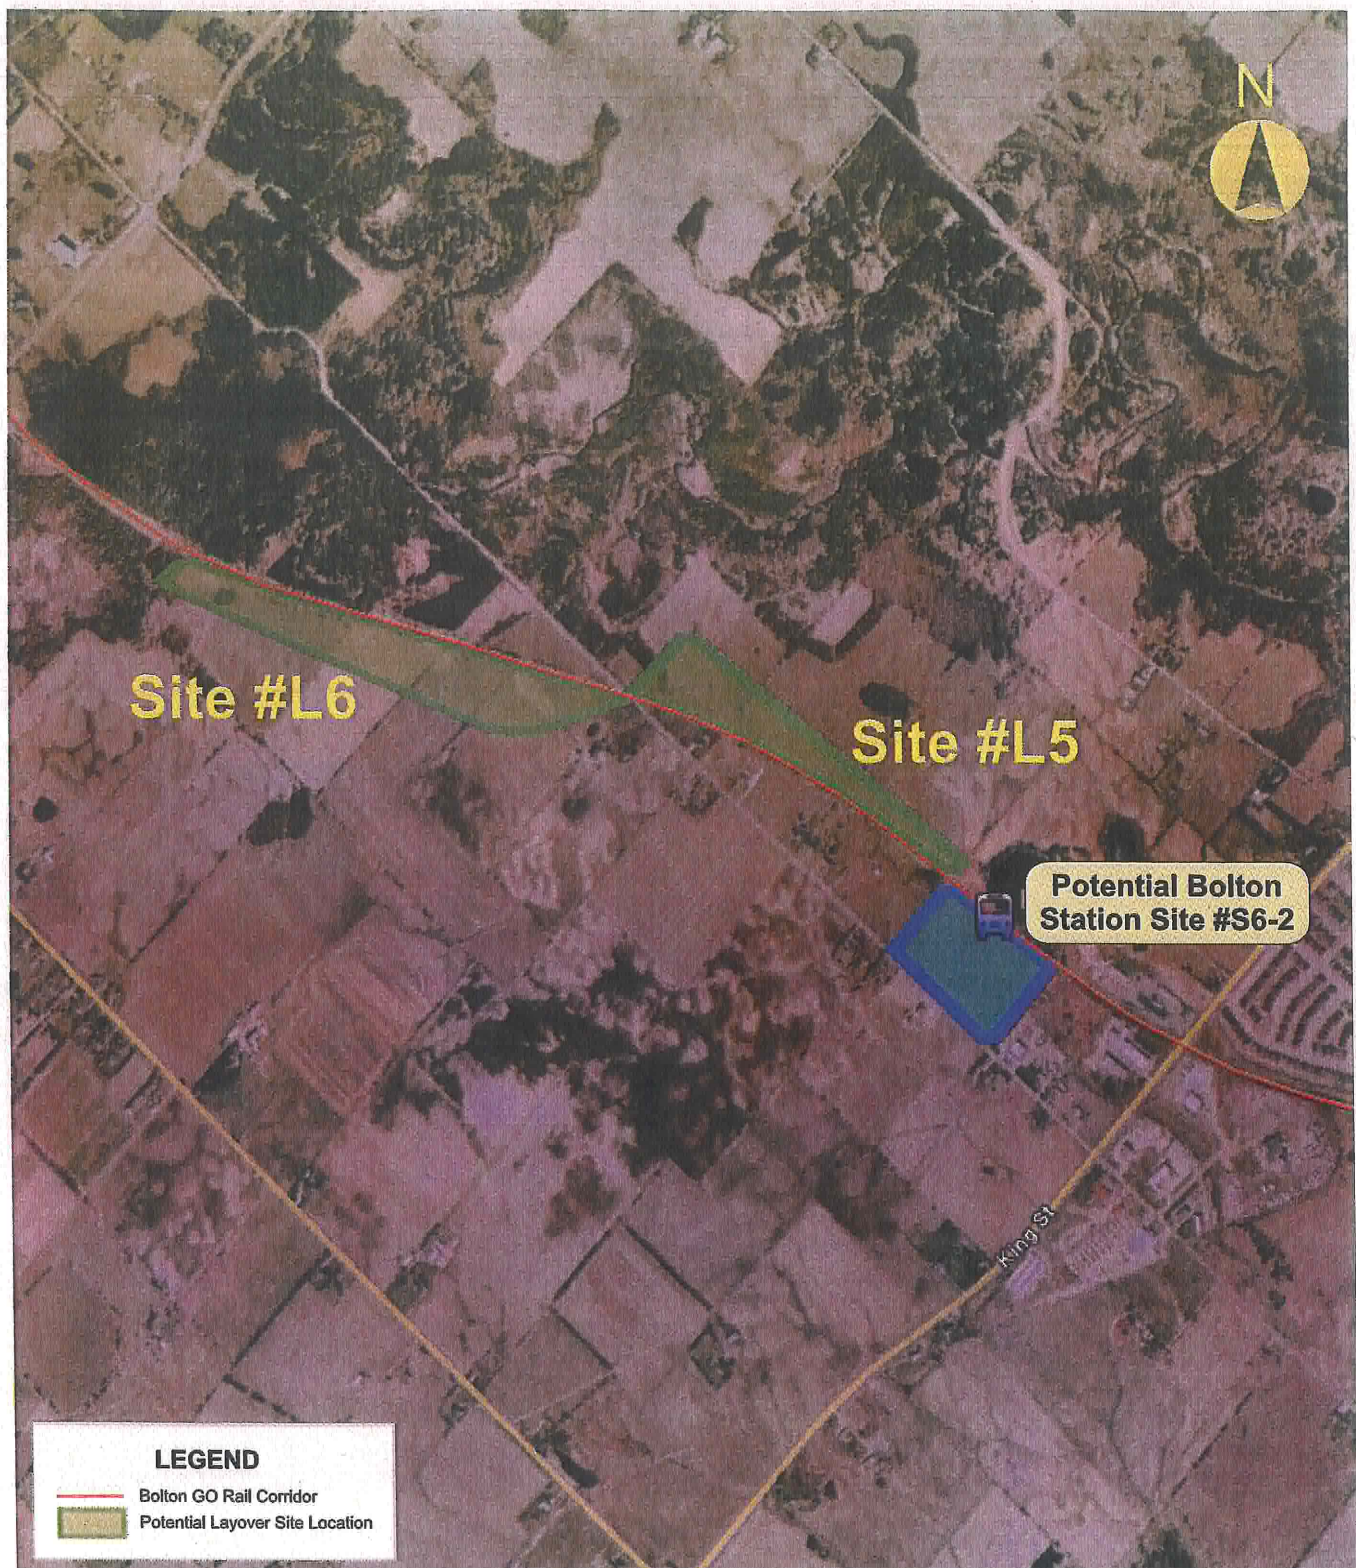 N
Site #L6
Site #L5
Potential Bolton
Station Site #S6-2
King St
LEGEND
Bolton GO Rail Corridor
Potential Layover Site Location